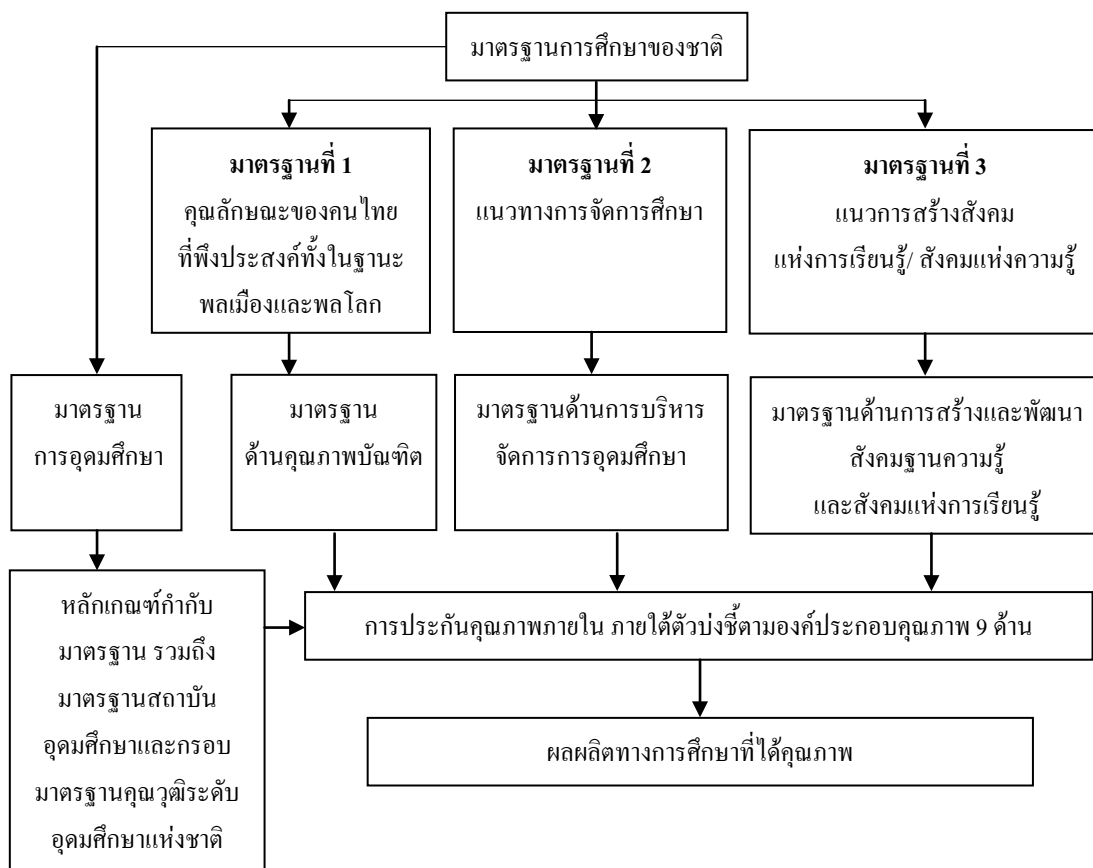 มาตรฐานการศึกษาของชาติ
มาตรฐานที่ 1
คุณลักษณะของคนไทย
ที่พึงประสงค์ทั้งในฐานะ
พลเมืองและพลโลก
มาตรฐานที่ 2
แนวทางการจัดการศึกษา
มาตรฐานที่ 3
แนวการสร้างสังคม
แห่งการเรียนรู้/ สังคมแห่งความรู้
มาตรฐาน
การอุดมศึกษา
มาตรฐาน
ด้านคุณภาพบัณฑิต
มาตรฐานด้านการบริหาร
จัดการการอุดมศึกษา
มาตรฐานด้านการสร้างและพัฒนา
สังคมฐานความรู้
และสังคมแห่งการเรียนรู้
หลักเกณฑ์กำกับ
มาตรฐาน รวมถึง
มาตรฐานสถาบัน
อุดมศึกษาและกรอบ
มาตรฐานคุณวุฒิระดับ
อุดมศึกษาแห่งชาติ
การประกันคุณภาพภายใน ภายใต้ตัวบ่งชี้ตามองค์ประกอบคุณภาพ 9 ด้าน
ผลผลิตทางการศึกษาที่ได้คุณภาพ